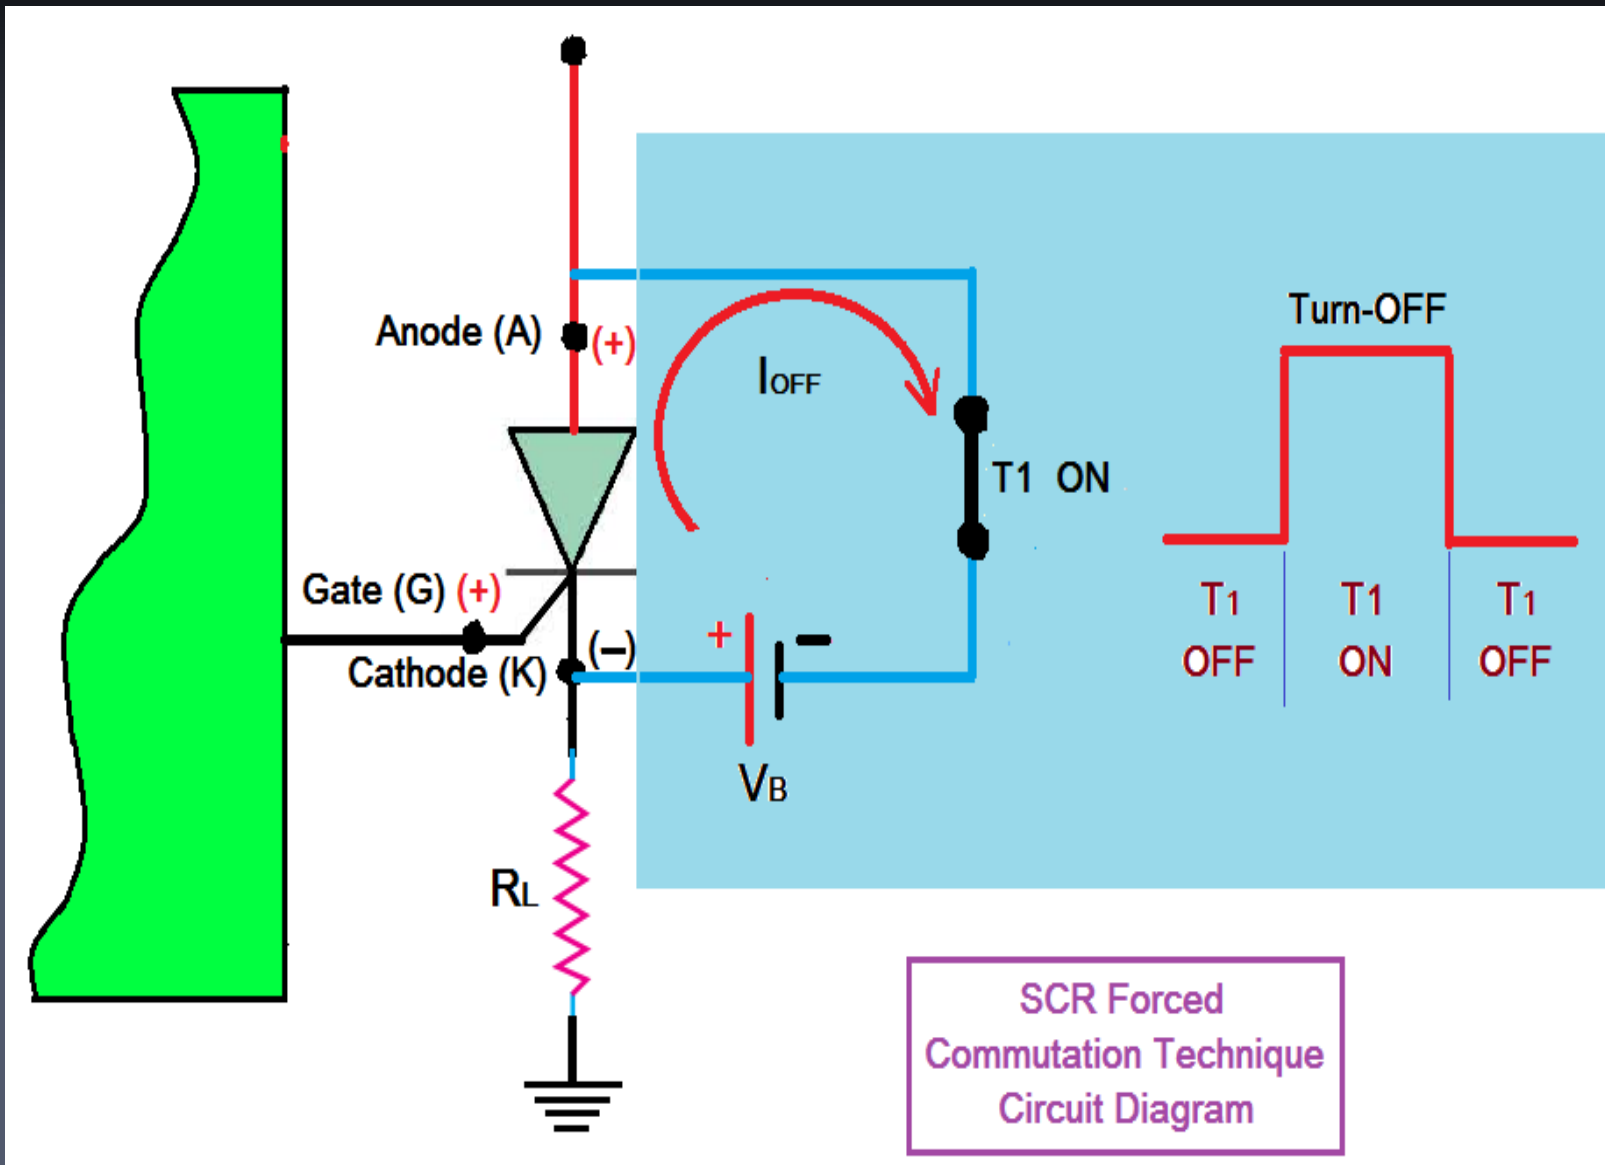 Turn-OFF
Anode (A) (+)
IOFF
T1 ON
Gate (G) (+)
Cathode (K) (–)
+ –
VB
T1 T1 T1
OFF ON OFF
RL
SCR Forced
Commutation Technique
Circuit Diagram